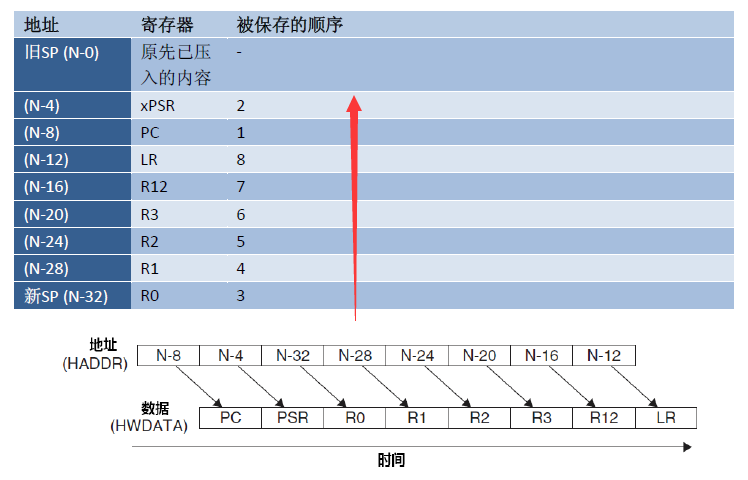 地址 寄存器 被保存的顺序
旧SP (N-0) 原先已压 -
入的内容
(N-4) xPSR 2
(N-8) PC 1
(N-12) LR 8
(N-16) R12 7
(N-20) R3 6
(N-24) R2 5
(N-28) R1 4
新SP (N-32) R0 3
地址
(HADDR) N-8 N-4 N-32 N-28 N-24 N-20 N-16 N-12
数据
(HWDATA) PC PSR R0 R1 R2 R3 R12 LR
时间